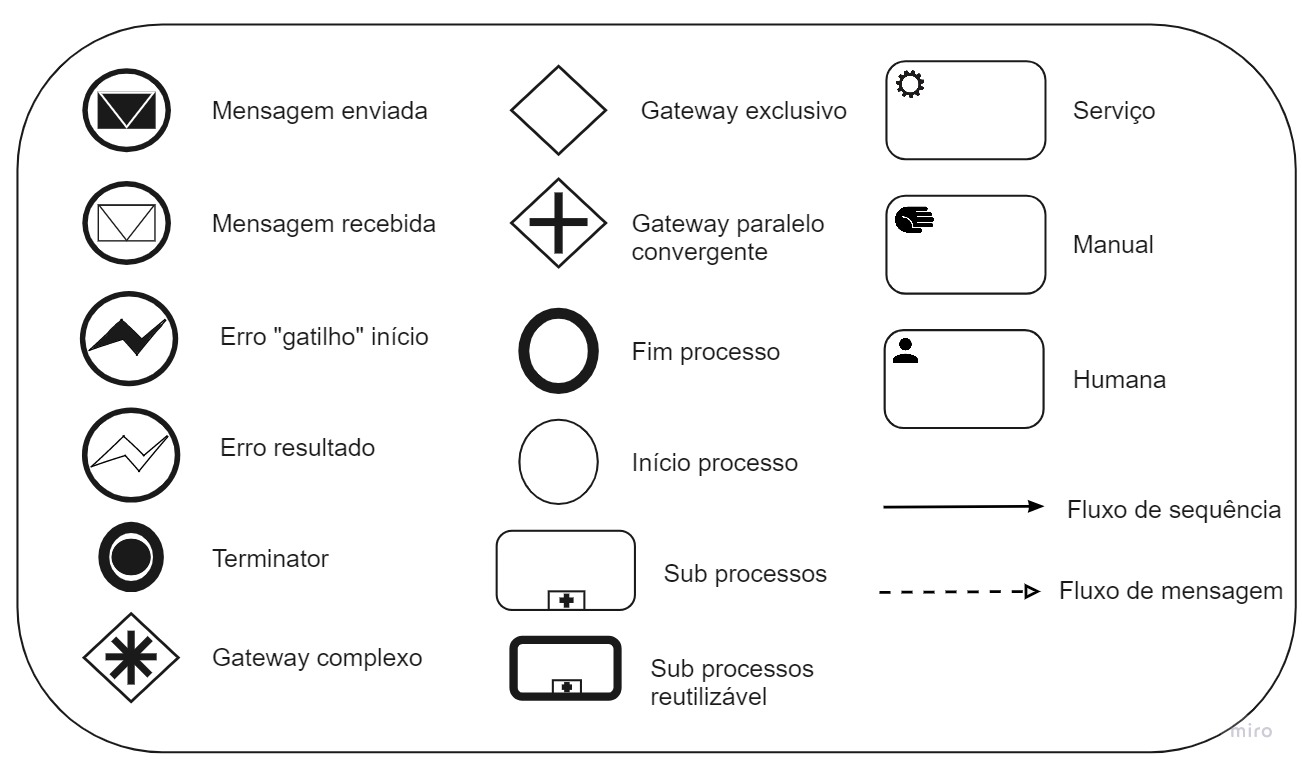 Mensagem enviada
Mensagem recebida
Erro "gatilho" início
Erro resultado
Terminator
Gateway complexo
Gateway exclusivo
Gateway paralelo
convergente
Fim processo
Início processo
Sub processos
Sub processos
reutilizável
Serviço
Manual
Humana
Fluxo de sequência
Fluxo de mensagem
miro